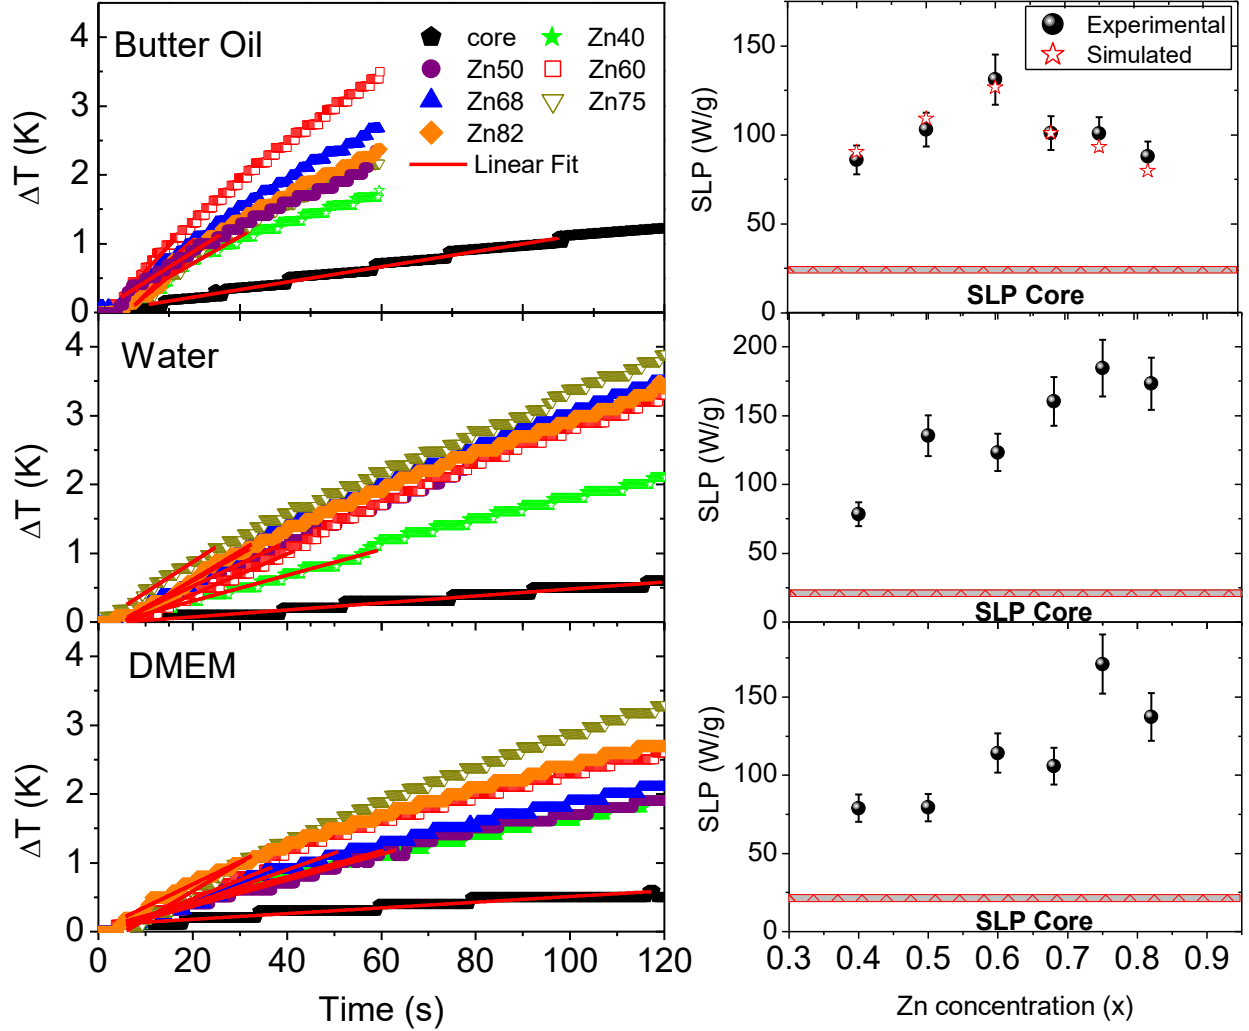 Butter Oil
core
Zn40
Zn50
Zn60
Zn68
Zn75
Zn82
Linear Fit
ΔT (K)
4
3
2
1
0
Water
ΔT (K)
4
3
2
1
0
DMEM
ΔT (K)
4
3
2
1
0
0 20 40 60 80 100 120
Time (s)
Experimental
Simulated
SLP (W/g)
150
100
50
0
SLP Core
SLP (W/g)
200
150
100
50
0
SLP Core
SLP (W/g)
150
100
50
0
SLP Core
0.3 0.4 0.5 0.6 0.7 0.8 0.9
Zn concentration (x)